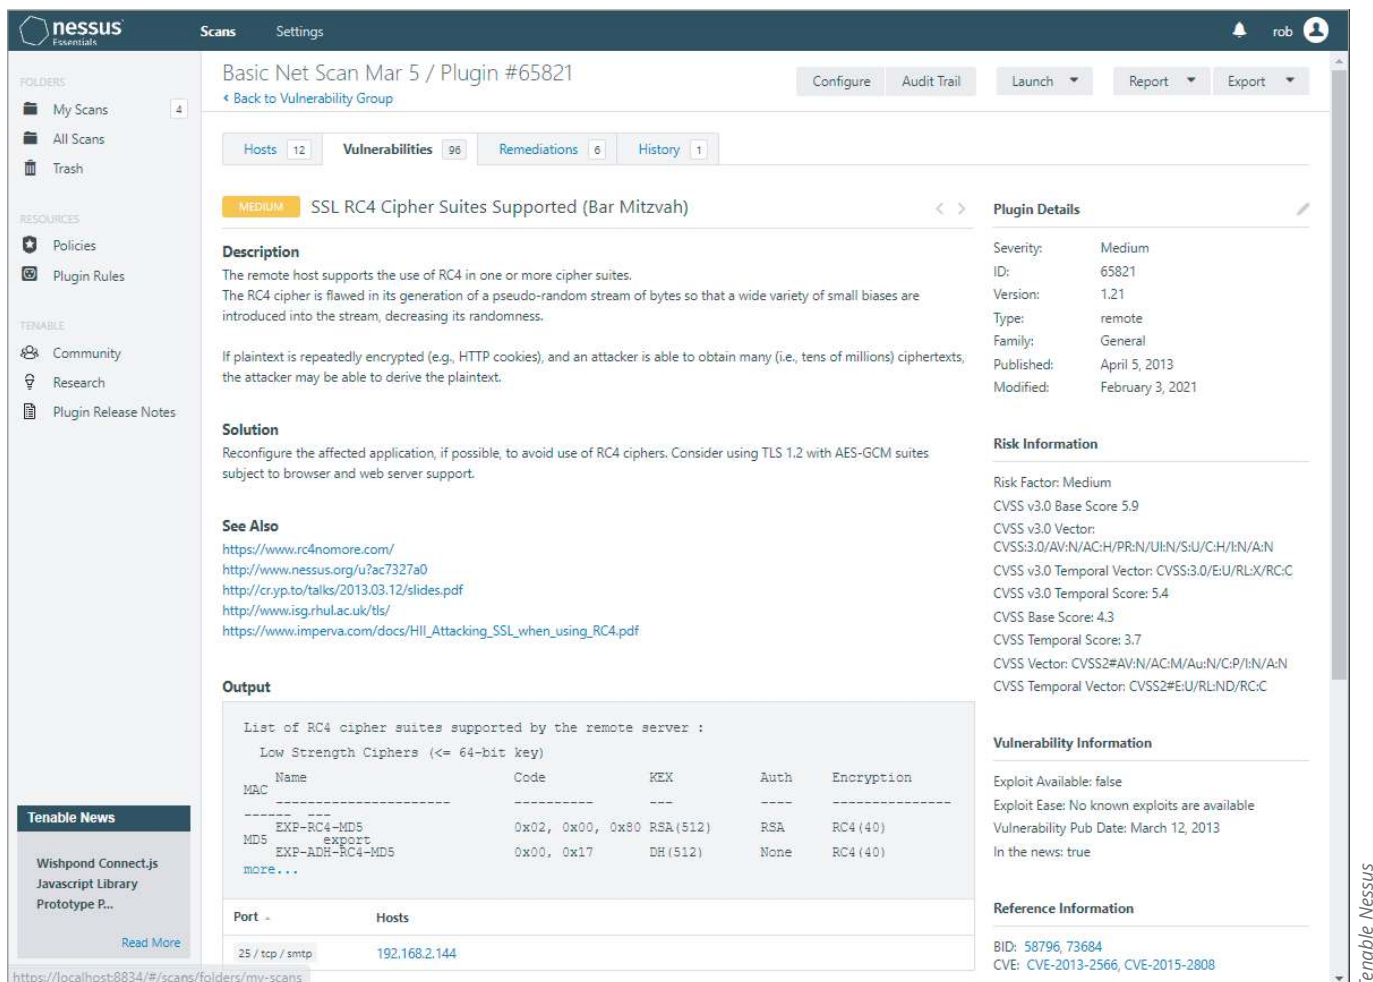 nessus
Essentials
Scans
Settings
rob
FOLDERS
My Scans 4
All Scans
Trash
RESOURCES
Policies
Plugin Rules
TENABLE
Community
Research
Plugin Release Notes
Tenable News
Wishpond Connect.js
Javascript Library
Prototype P...
Read More
Basic Net Scan Mar 5 / Plugin #65821
Back to Vulnerability Group
Configure
Audit Trail
Launch
Report
Export
Hosts 12
Vulnerabilities 96
Remediations 6
History 1
MEDIUM
SSL RC4 Cipher Suites Supported (Bar Mitzvah)
Description
The remote host supports the use of RC4 in one or more cipher suites.
The RC4 cipher is flawed in its generation of a pseudo-random stream of bytes so that a wide variety of small biases are
introduced into the stream, decreasing its randomness.
If plaintext is repeatedly encrypted (e.g., HTTP cookies), and an attacker is able to obtain many (i.e., tens of millions) ciphertexts,
the attacker may be able to derive the plaintext.
Solution
Reconfigure the affected application, if possible, to avoid use of RC4 ciphers. Consider using TLS 1.2 with AES-GCM suites
subject to browser and web server support.
See Also
https://www.rc4nomore.com/
http://www.nessus.org/u?ac7327a0
http://cr.yp.to/talks/2013.03.12/slides.pdf
http://www.isg.rhul.ac.uk/tls/
https://www.imperva.com/docs/HII_Attacking_SSL_when_using_RC4.pdf
Output
List of RC4 cipher suites supported by the remote server :
Low Strength Ciphers (<= 64-bit key)
Name Code KEX Auth Encryption
MAC
---------------------- ---------- --- ---- ---------------
------ ---
EXP-RC4-MD5 0x02, 0x00, 0x80 RSA(512) RSA RC4(40)
MD5 export
EXP-ADH-RC4-MD5 0x00, 0x17 DH(512) None RC4(40)
more...
Port Hosts
25 / tcp / smtp 192.168.2.144
Plugin Details
Severity: Medium
ID: 65821
Version: 1.21
Type: remote
Family: General
Published: April 5, 2013
Modified: February 3, 2021
Risk Information
Risk Factor: Medium
CVSS v3.0 Base Score 5.9
CVSS v3.0 Vector:
CVSS:3.0/AV:N/AC:H/PR:N/UI:N/S:U/C:H/I:N/A:N
CVSS v3.0 Temporal Vector: CVSS:3.0/E:U/RL:X/RC:C
CVSS v3.0 Temporal Score: 5.4
CVSS Base Score: 4.3
CVSS Temporal Score: 3.7
CVSS Vector: CVSS2#AV:N/AC:M/Au:N/C:P/I:N/A:N
CVSS Temporal Vector: CVSS2#E:U/RL:ND/RC:C
Vulnerability Information
Exploit Available: false
Exploit Ease: No known exploits are available
Vulnerability Pub Date: March 12, 2013
In the news: true
Reference Information
BID: 58796, 73684
CVE: CVE-2013-2566, CVE-2015-2808
https://localhost:8834/#/scans/folders/my-scans
Tenable Nessus